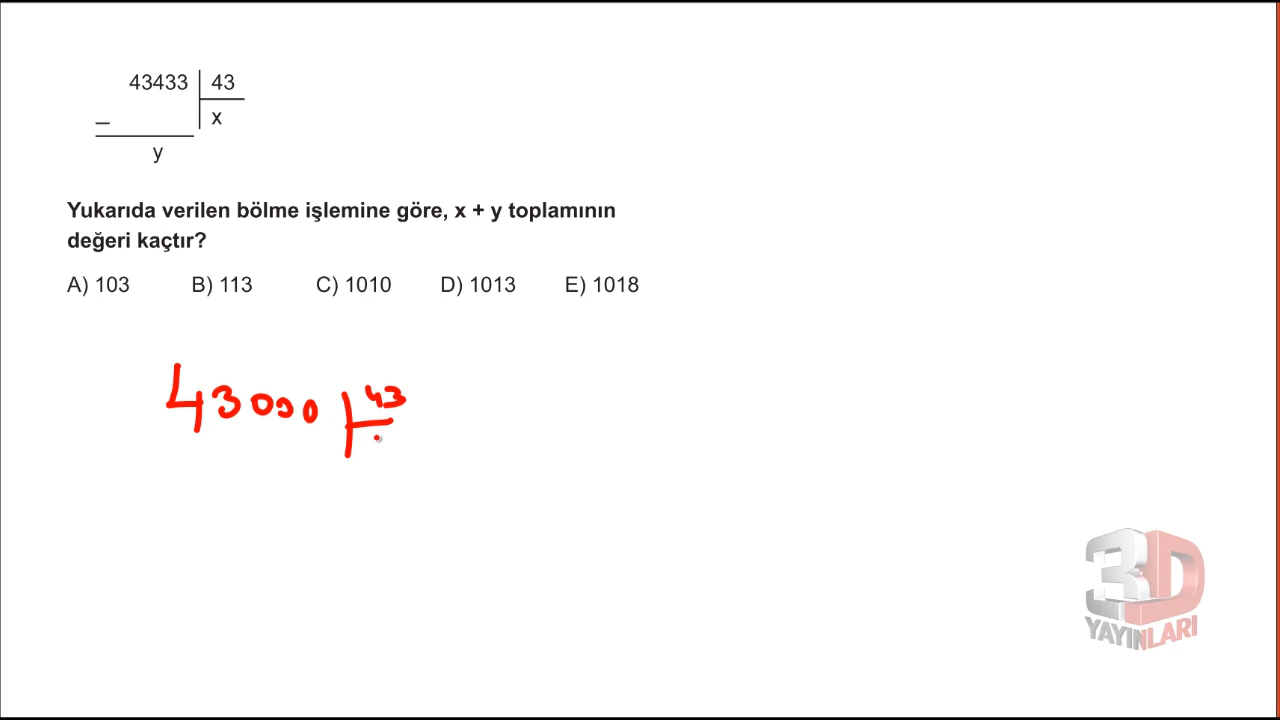 43433 43
x
y
Yukarıda verilen bölme işlemine göre, x + y toplamının
değeri kaçtır?
A) 103 B) 113 C) 1010 D) 1013 E) 1018
43000 43
3D
YAYINLARI